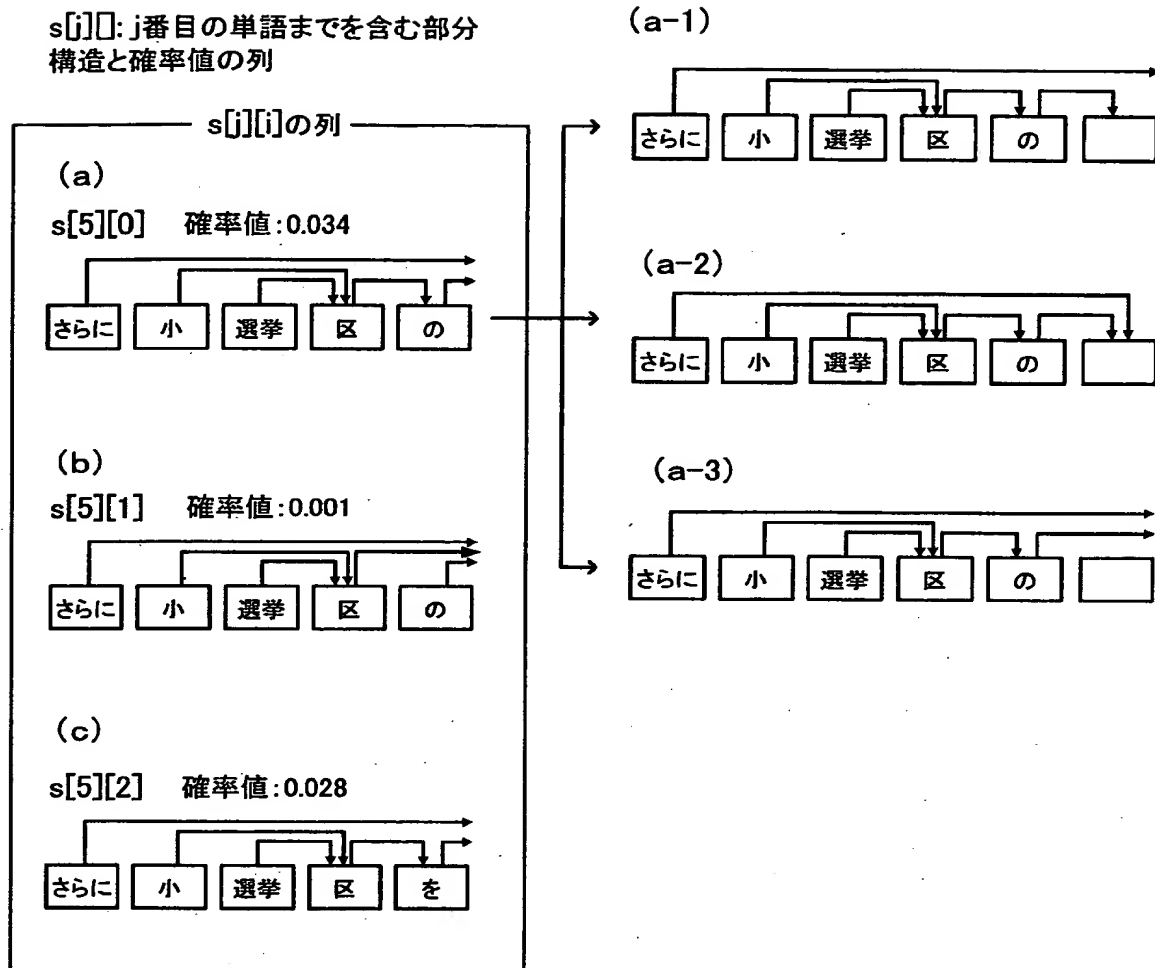 s[j][]: j番目の単語までを含む部分
構造と確率値の列
s[j][i]の列
(a)
s[5][0] 確率値:0.034
さらに 小 選挙 区 の
(b)
s[5][1] 確率値:0.001
さらに 小 選挙 区 の
(c)
s[5][2] 確率値:0.028
さらに 小 選挙 区 を
(a-1)
さらに 小 選挙 区 の
(a-2)
さらに 小 選挙 区 の
(a-3)
さらに 小 選挙 区 の